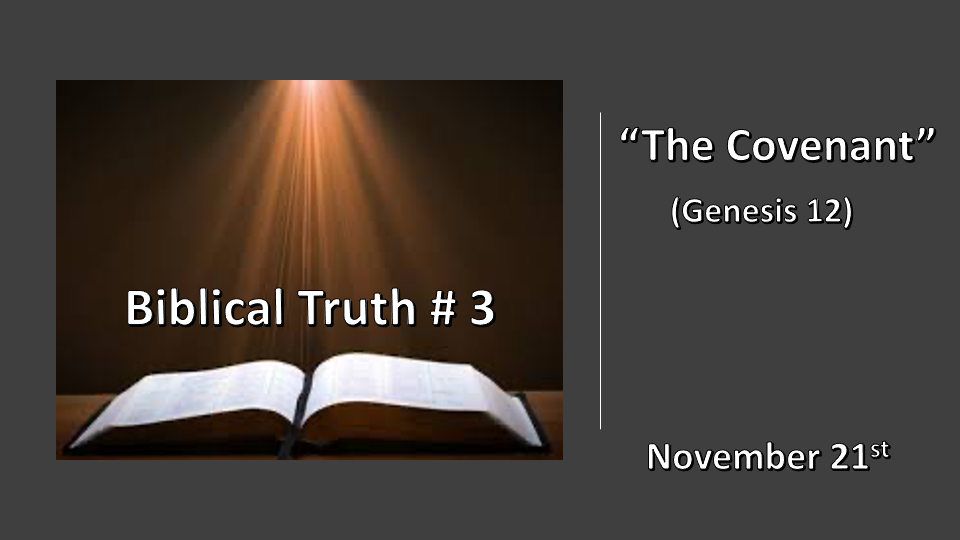 Biblical Truth # 3
“The Covenant”
(Genesis 12)
November 21st